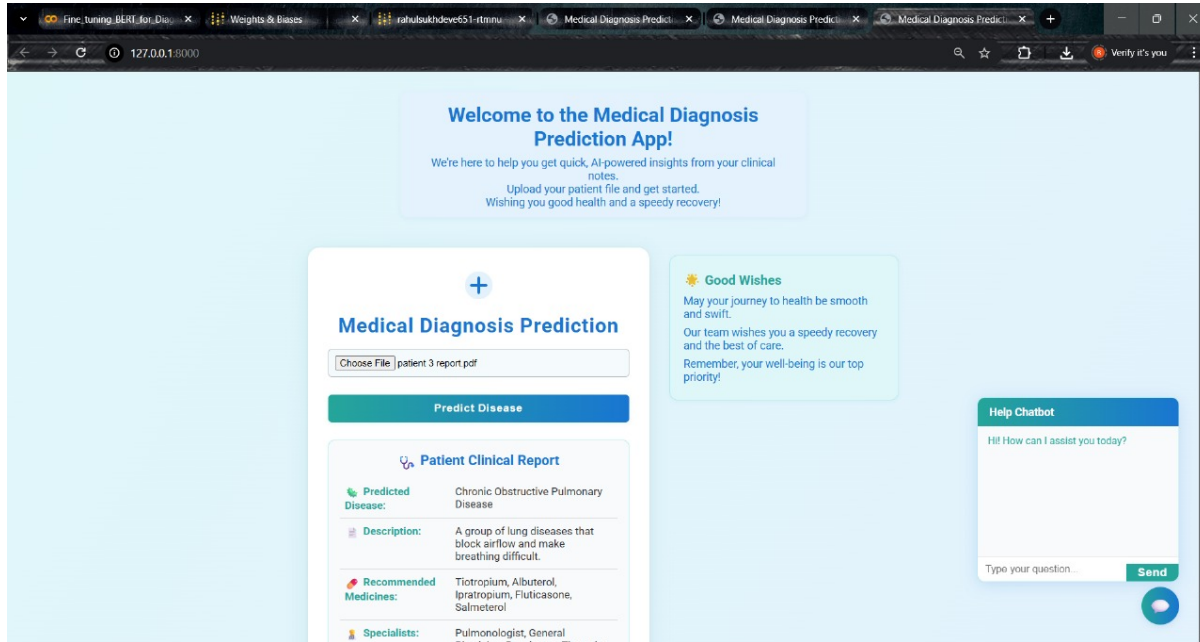 Fine_tuning_BERT_for_Diag
Weights & Biases
rahulsukhdeve651-rtmnu
Medical Diagnosis Predicti
Medical Diagnosis Predicti
Medical Diagnosis Predicti
127.0.0.1:8000
Verify it's you
Welcome to the Medical Diagnosis
Prediction App!
We're here to help you get quick, AI-powered insights from your clinical
notes.
Upload your patient file and get started.
Wishing you good health and a speedy recovery!
Medical Diagnosis Prediction
Choose File patient 3 report.pdf
Predict Disease
Patient Clinical Report
Predicted
Disease:
Chronic Obstructive Pulmonary
Disease
Description:
A group of lung diseases that
block airflow and make
breathing difficult.
Recommended
Medicines:
Tiotropium, Albuterol,
Ipratropium, Fluticasone,
Salmeterol
Specialists:
Pulmonologist, General
Good Wishes
May your journey to health be smooth
and swift.
Our team wishes you a speedy recovery
and the best of care.
Remember, your well-being is our top
priority!
Help Chatbot
Hi! How can I assist you today?
Type your question...
Send